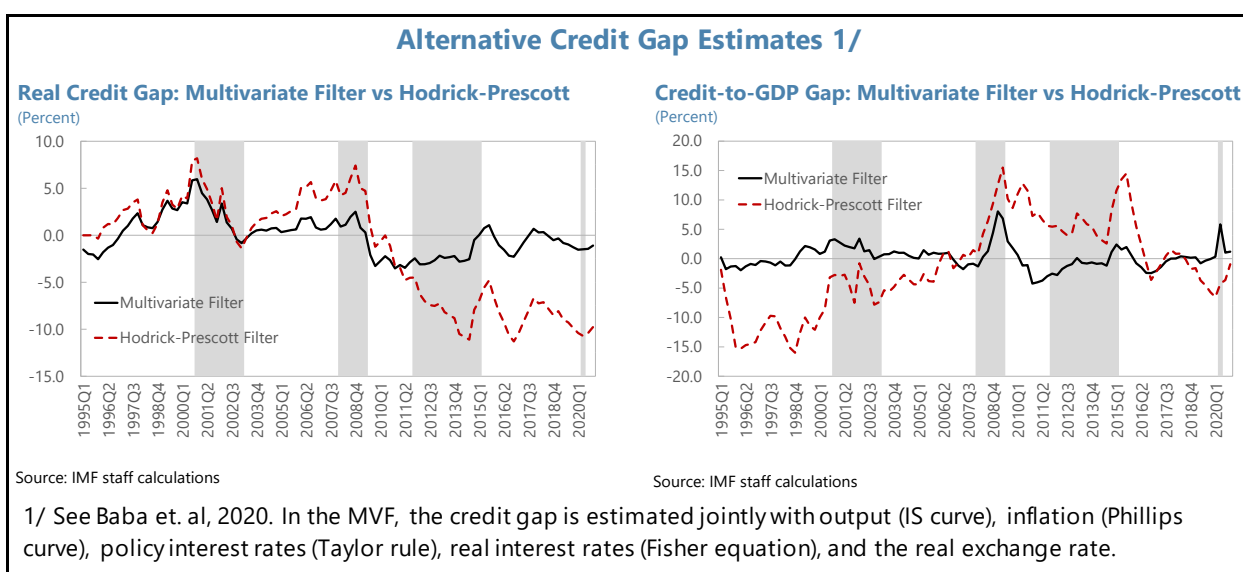 Alternative Credit Gap Estimates 1/
Real Credit Gap: Multivariate Filter vs Hodrick-Prescott
(Percent)
10.0
5.0
0.0
-5.0
-10.0
-15.0
Multivariate Filter
Hodrick-Prescott Filter
1995Q1
1996Q2
1997Q3
1998Q4
2000Q1
2001Q2
2002Q3
2003Q4
2005Q1
2006Q2
2007Q3
2008Q4
2010Q1
2011Q2
2012Q3
2013Q4
2015Q1
2016Q2
2017Q3
2018Q4
2020Q1
Source: IMF staff calculations
Credit-to-GDP Gap: Multivariate Filter vs Hodrick-Prescott
(Percent)
20.0
15.0
10.0
5.0
0.0
-5.0
-10.0
-15.0
-20.0
Multivariate Filter
Hodrick-Prescott Filter
1995Q1
1996Q2
1997Q3
1998Q4
2000Q1
2001Q2
2002Q3
2003Q4
2005Q1
2006Q2
2007Q3
2008Q4
2010Q1
2011Q2
2012Q3
2013Q4
2015Q1
2016Q2
2017Q3
2018Q4
2020Q1
Source: IMF staff calculations
1/ See Baba et. al, 2020. In the MVF, the credit gap is estimated jointly with output (IS curve), inflation (Phillips
curve), policy interest rates (Taylor rule), real interest rates (Fisher equation), and the real exchange rate.